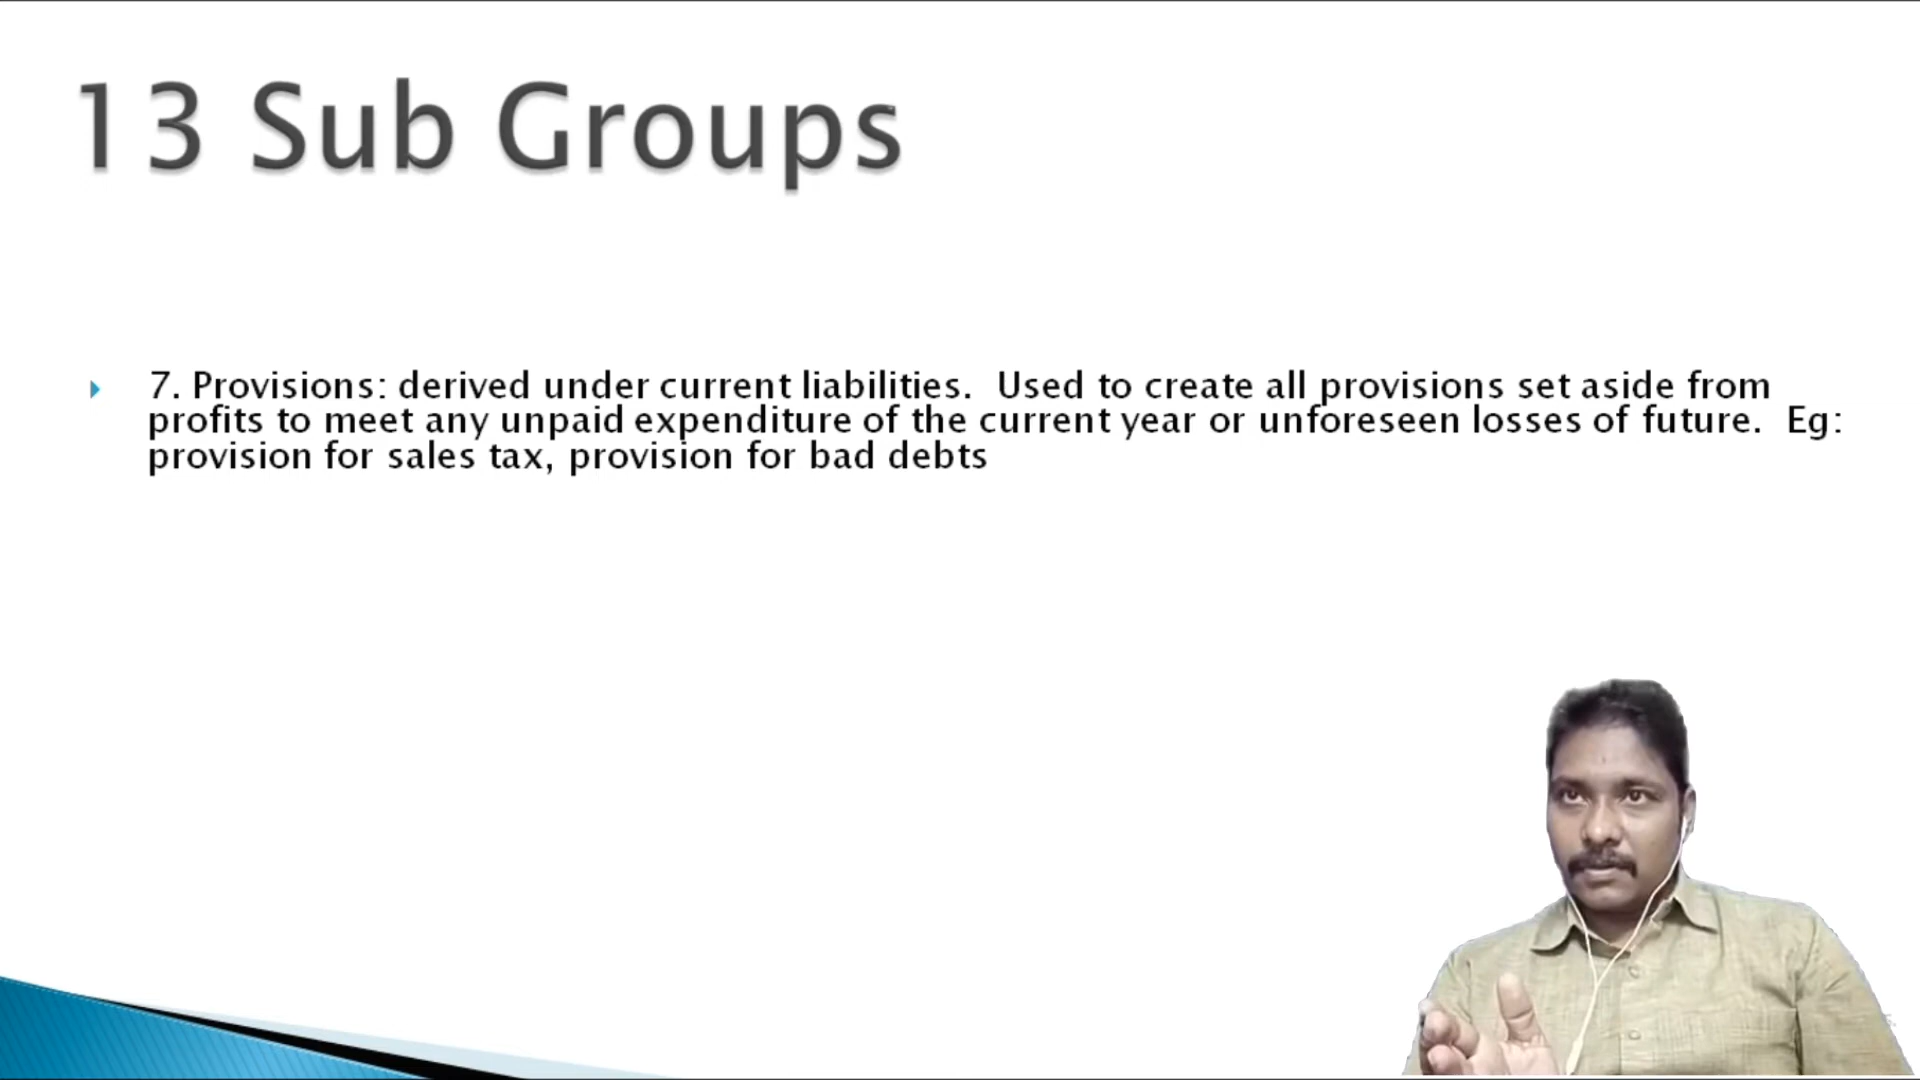 13 Sub Groups
7. Provisions: derived under current liabilities. Used to create all provisions set aside from
profits to meet any unpaid expenditure of the current year or unforeseen losses of future. Eg:
provision for sales tax, provision for bad debts